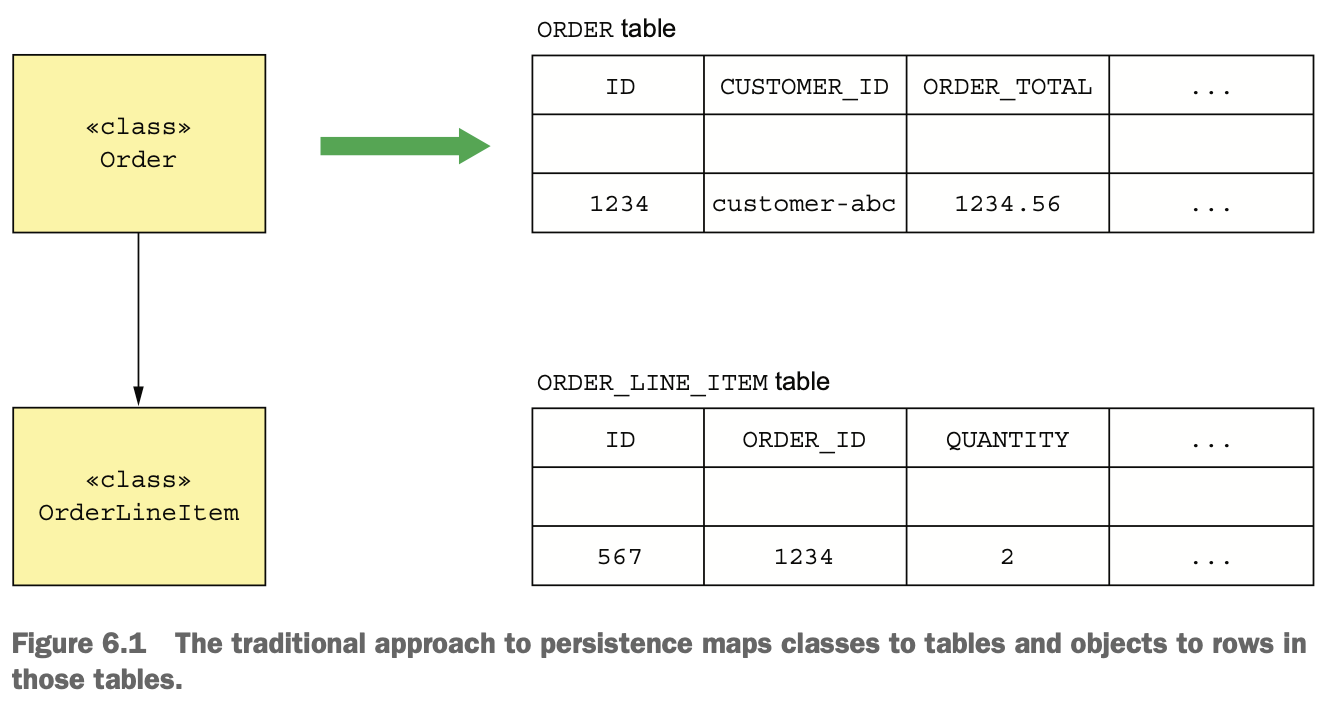 ORDER table
«class»
Order
ID CUSTOMER_ID ORDER_TOTAL ...
1234 customer-abc 1234.56 ...
ORDER_LINE_ITEM table
«class»
OrderLineItem
ID ORDER_ID QUANTITY ...
567 1234 2 ...
Figure 6.1 The traditional approach to persistence maps classes to tables and objects to rows in
those tables.